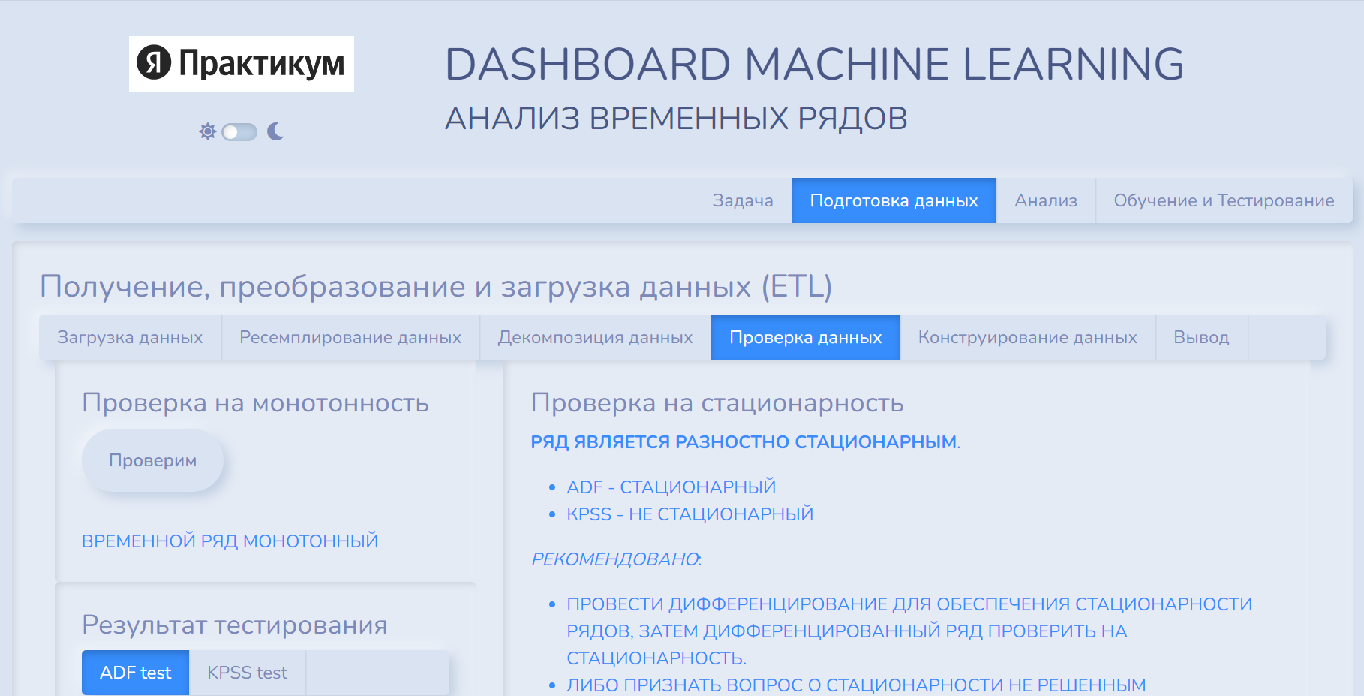 Я Практикум
DASHBOARD MACHINE LEARNING
АНАЛИЗ ВРЕМЕННЫХ РЯДОВ
Задача Подготовка данных Анализ Обучение и Тестирование
Получение, преобразование и загрузка данных (ETL)
Загрузка данных Ресемплирование данных Декомпозиция данных Проверка данных Конструирование данных Вывод
Проверка на монотонность
Проверим
ВРЕМЕННОЙ РЯД МОНОТОННЫЙ
Результат тестирования
ADF test KPSS test
Проверка на стационарность
РЯД ЯВЛЯЕТСЯ РАЗНОСТНО СТАЦИОНАРНЫМ.
• ADF - СТАЦИОНАРНЫЙ
• KPSS - НЕ СТАЦИОНАРНЫЙ
РЕКОМЕНДОВАНО:
• ПРОВЕСТИ ДИФФЕРЕНЦИРОВАНИЕ ДЛЯ ОБЕСПЕЧЕНИЯ СТАЦИОНАРНОСТИ
РЯДОВ, ЗАТЕМ ДИФФЕРЕНЦИРОВАННЫЙ РЯД ПРОВЕРИТЬ НА
СТАЦИОНАРНОСТЬ.
• ЛИБО ПРИЗНАТЬ ВОПРОС О СТАЦИОНАРНОСТИ НЕ РЕШЕННЫМ